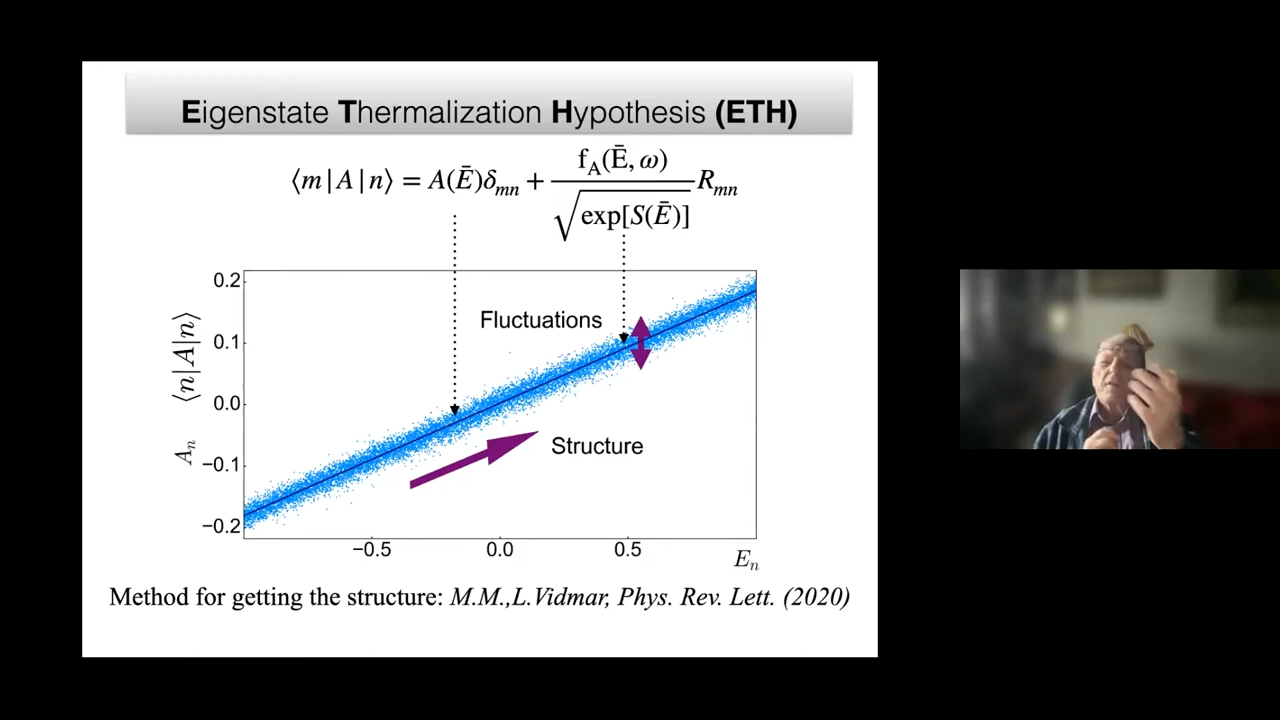 Eigenstate Thermalization Hypothesis (ETH)
⟨m|A|n⟩ = A(Ē)δ_mn + f_A(Ē, ω) / √exp[S(Ē)] R_mn
0.2
Fluctuations
0.1
⟨n|A|n⟩
0.0
Structure
A_n
−0.1
−0.2
−0.5 0.0 0.5
E_n
Method for getting the structure: M.M.,L.Vidmar, Phys. Rev. Lett. (2020)